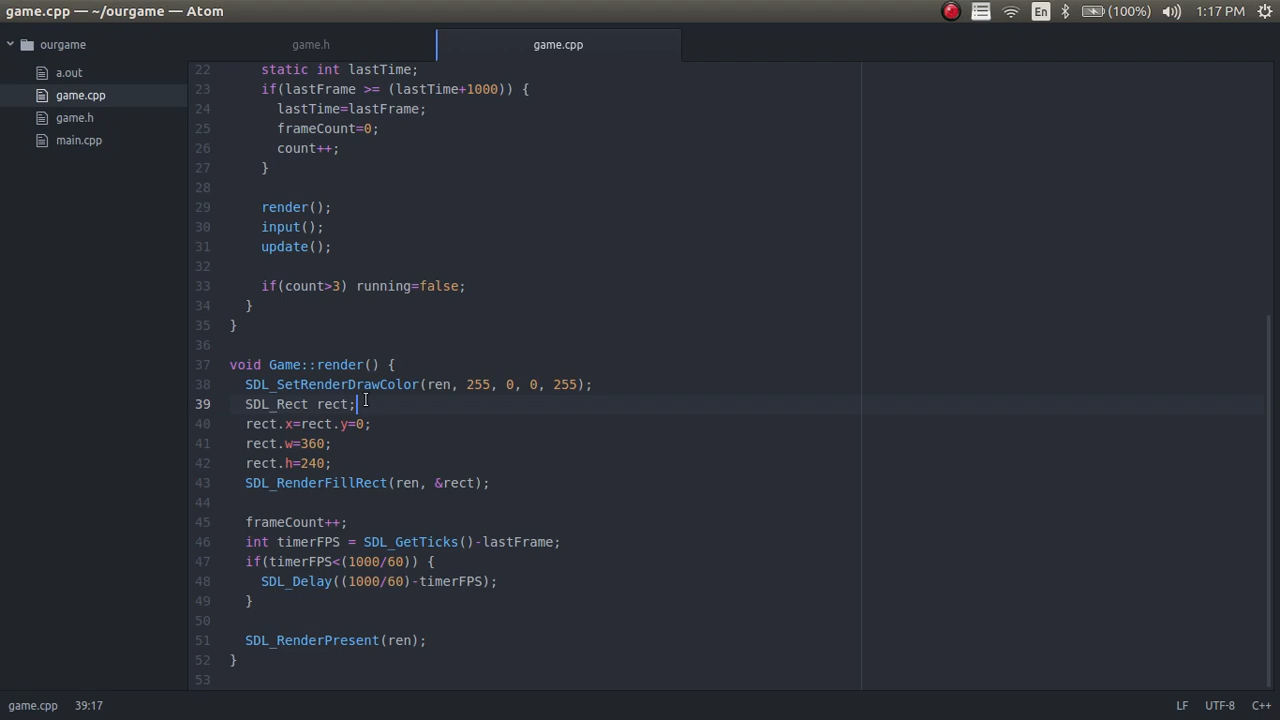 game.cpp — ~/ourgame — Atom
En (100%) 1:17 PM
ourgame
a.out
game.cpp
game.h
main.cpp
game.h game.cpp
22 static int lastTime;
23 if(lastFrame >= (lastTime+1000)) {
24 lastTime=lastFrame;
25 frameCount=0;
26 count++;
27 }
28
29 render();
30 input();
31 update();
32
33 if(count>3) running=false;
34 }
35 }
36
37 void Game::render() {
38 SDL_SetRenderDrawColor(ren, 255, 0, 0, 255);
39 SDL_Rect rect;
40 rect.x=rect.y=0;
41 rect.w=360;
42 rect.h=240;
43 SDL_RenderFillRect(ren, &rect);
44
45 frameCount++;
46 int timerFPS = SDL_GetTicks()-lastFrame;
47 if(timerFPS<(1000/60)) {
48 SDL_Delay((1000/60)-timerFPS);
49 }
50
51 SDL_RenderPresent(ren);
52 }
53
game.cpp 39:17 LF UTF-8 C++